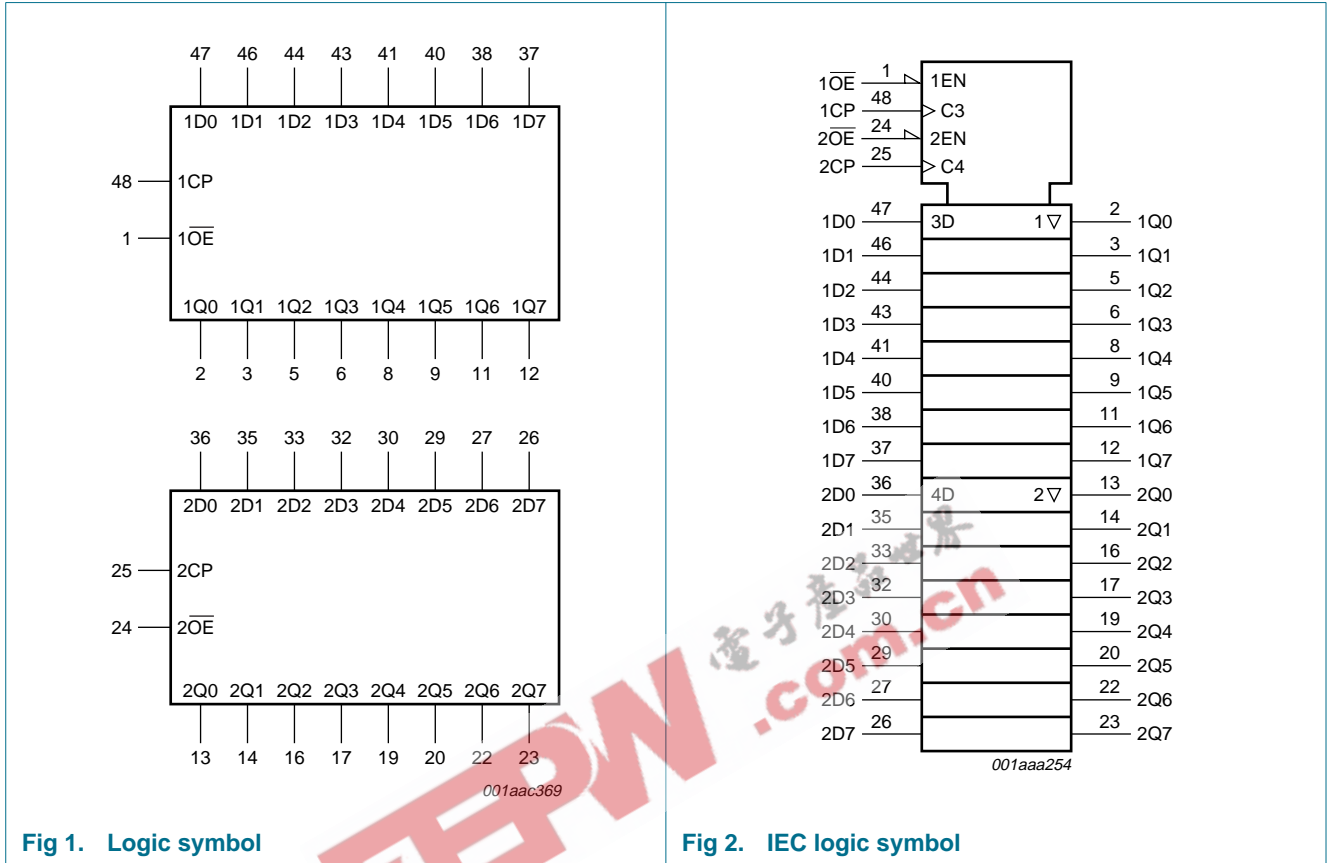 47 46 44 43 41 40 38 37
1D0 1D1 1D2 1D3 1D4 1D5 1D6 1D7
48 1CP
1 1OE
1Q0 1Q1 1Q2 1Q3 1Q4 1Q5 1Q6 1Q7
2 3 5 6 8 9 11 12
36 35 33 32 30 29 27 26
2D0 2D1 2D2 2D3 2D4 2D5 2D6 2D7
25 2CP
24 2OE
2Q0 2Q1 2Q2 2Q3 2Q4 2Q5 2Q6 2Q7
13 14 16 17 19 20 22 23
001aac369
Fig 1. Logic symbol
1OE 1 1EN
1CP 48 C3
2OE 24 2EN
2CP 25 C4
1D0 47 3D 1 2 1Q0
1D1 46 3 1Q1
1D2 44 5 1Q2
1D3 43 6 1Q3
1D4 41 8 1Q4
1D5 40 9 1Q5
1D6 38 11 1Q6
1D7 37 12 1Q7
2D0 36 4D 2 13 2Q0
2D1 35 14 2Q1
2D2 33 16 2Q2
2D3 32 17 2Q3
2D4 30 19 2Q4
2D5 29 20 2Q5
2D6 27 22 2Q6
2D7 26 23 2Q7
001aaa254
Fig 2. IEC logic symbol
電子產品世界
.com.cn